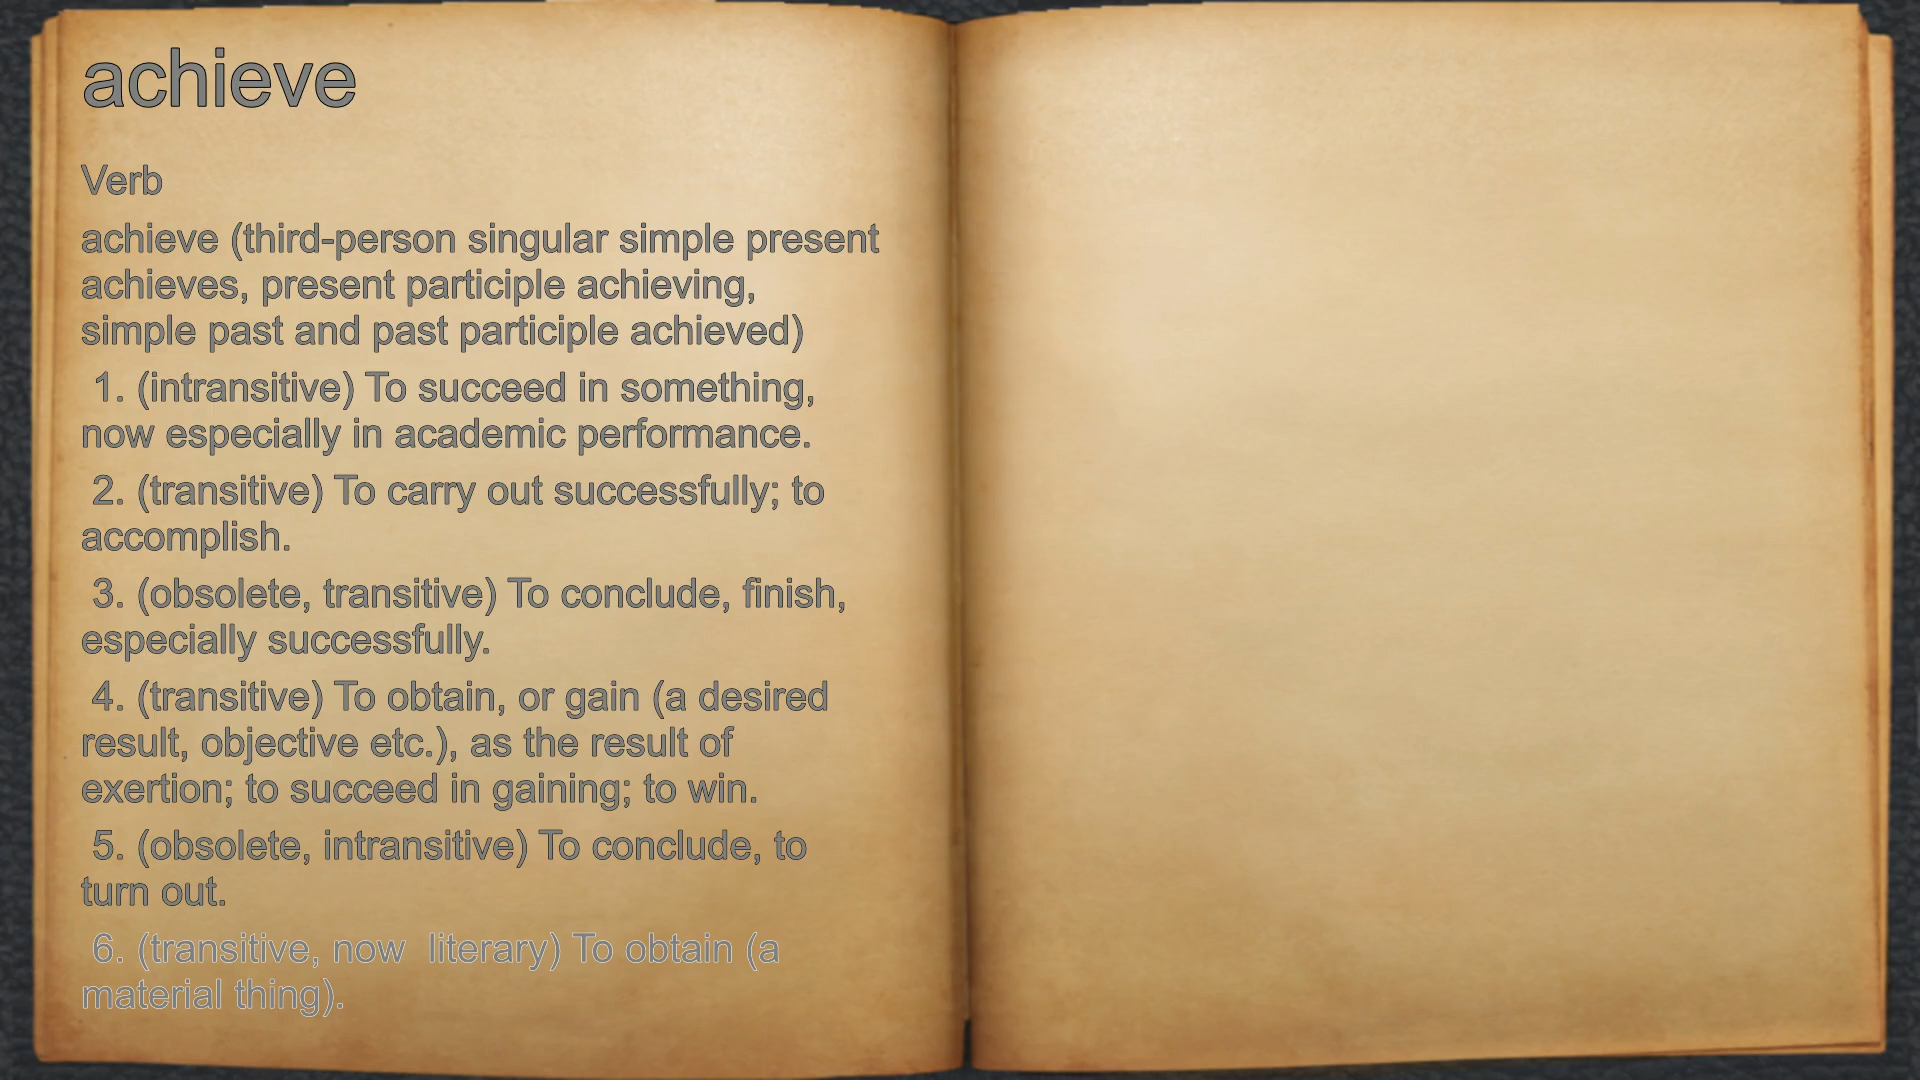 achieve
Verb
achieve (third-person singular simple present
achieves, present participle achieving,
simple past and past participle achieved)
1. (intransitive) To succeed in something,
now especially in academic performance.
2. (transitive) To carry out successfully; to
accomplish.
3. (obsolete, transitive) To conclude, finish,
especially successfully.
4. (transitive) To obtain, or gain (a desired
result, objective etc.), as the result of
exertion; to succeed in gaining; to win.
5. (obsolete, intransitive) To conclude, to
turn out.
6. (transitive, now  literary) To obtain (a
material thing).